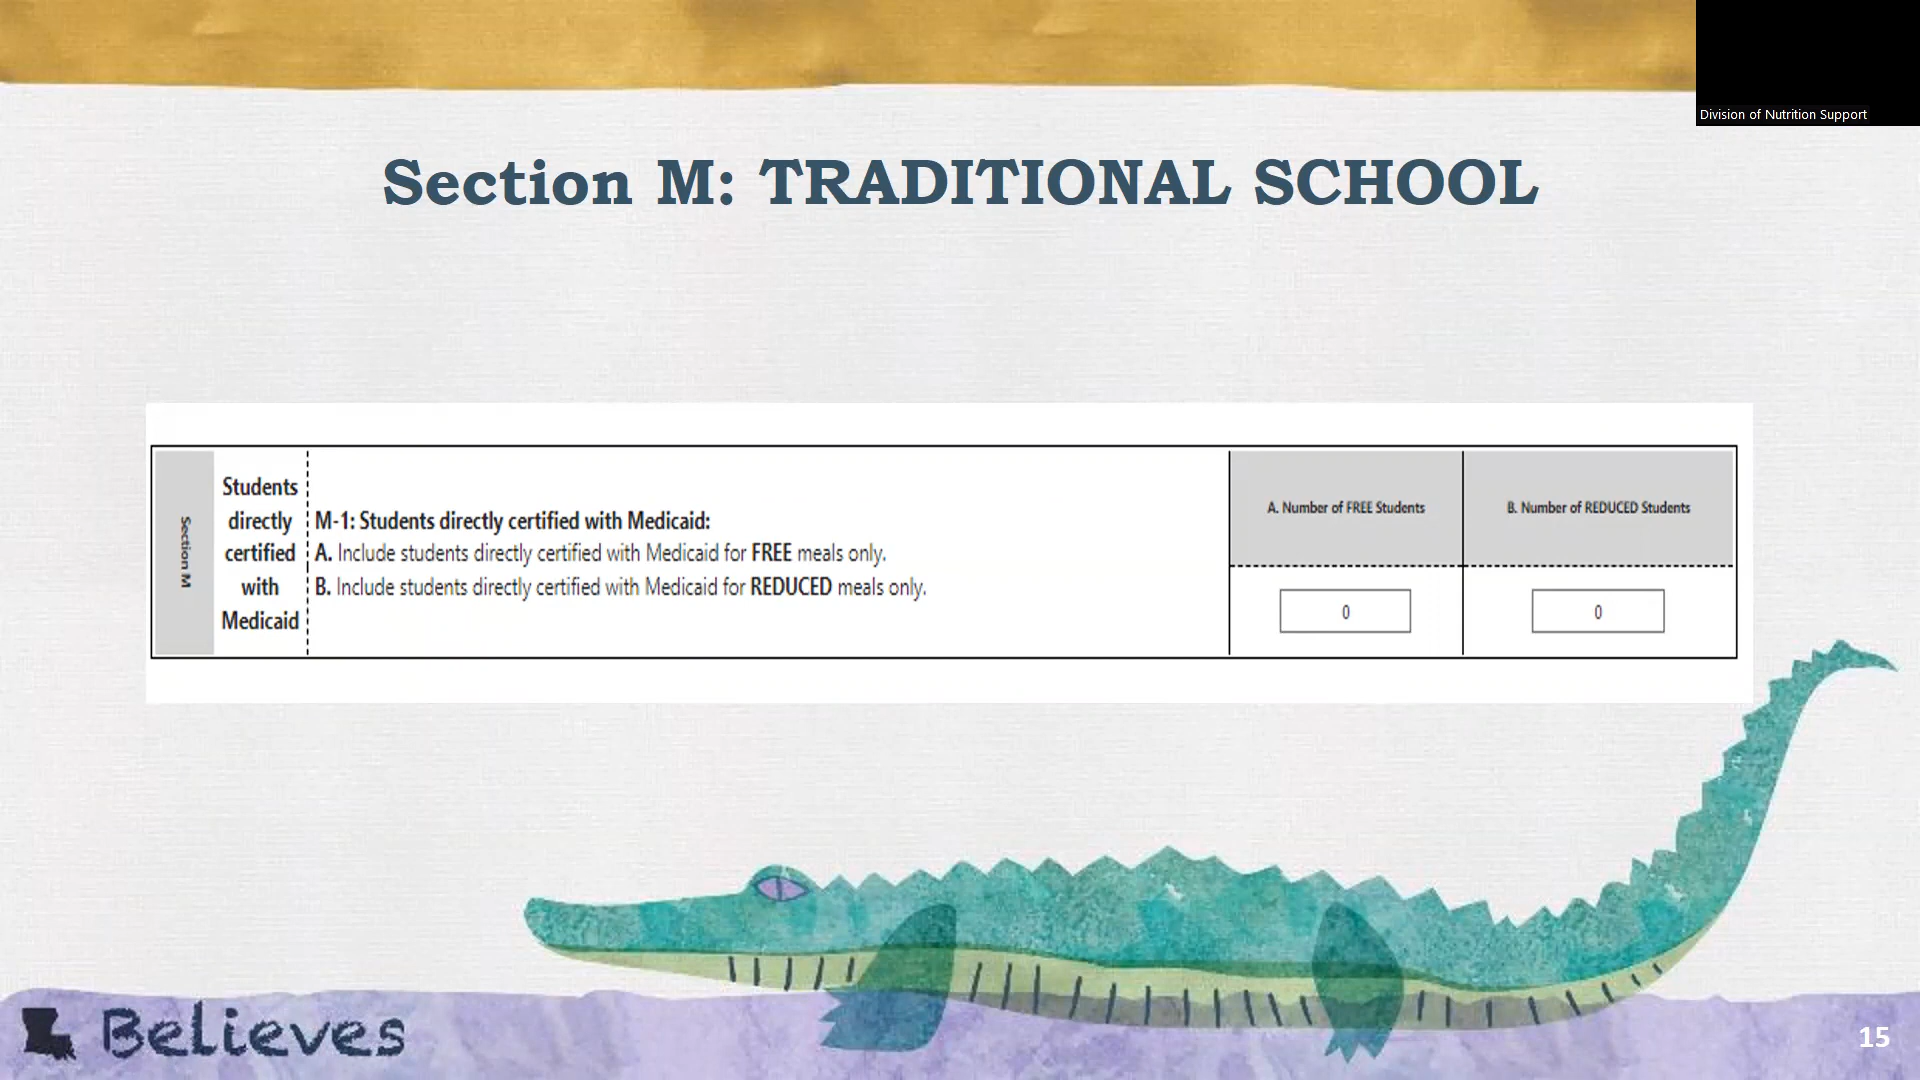 Division of Nutrition Support
Section M: TRADITIONAL SCHOOL
Section M
Students
directly
certified
with
Medicaid
M-1: Students directly certified with Medicaid:
A. Include students directly certified with Medicaid for FREE meals only.
B. Include students directly certified with Medicaid for REDUCED meals only.
A. Number of FREE Students
B. Number of REDUCED Students
0
0
Believes
15